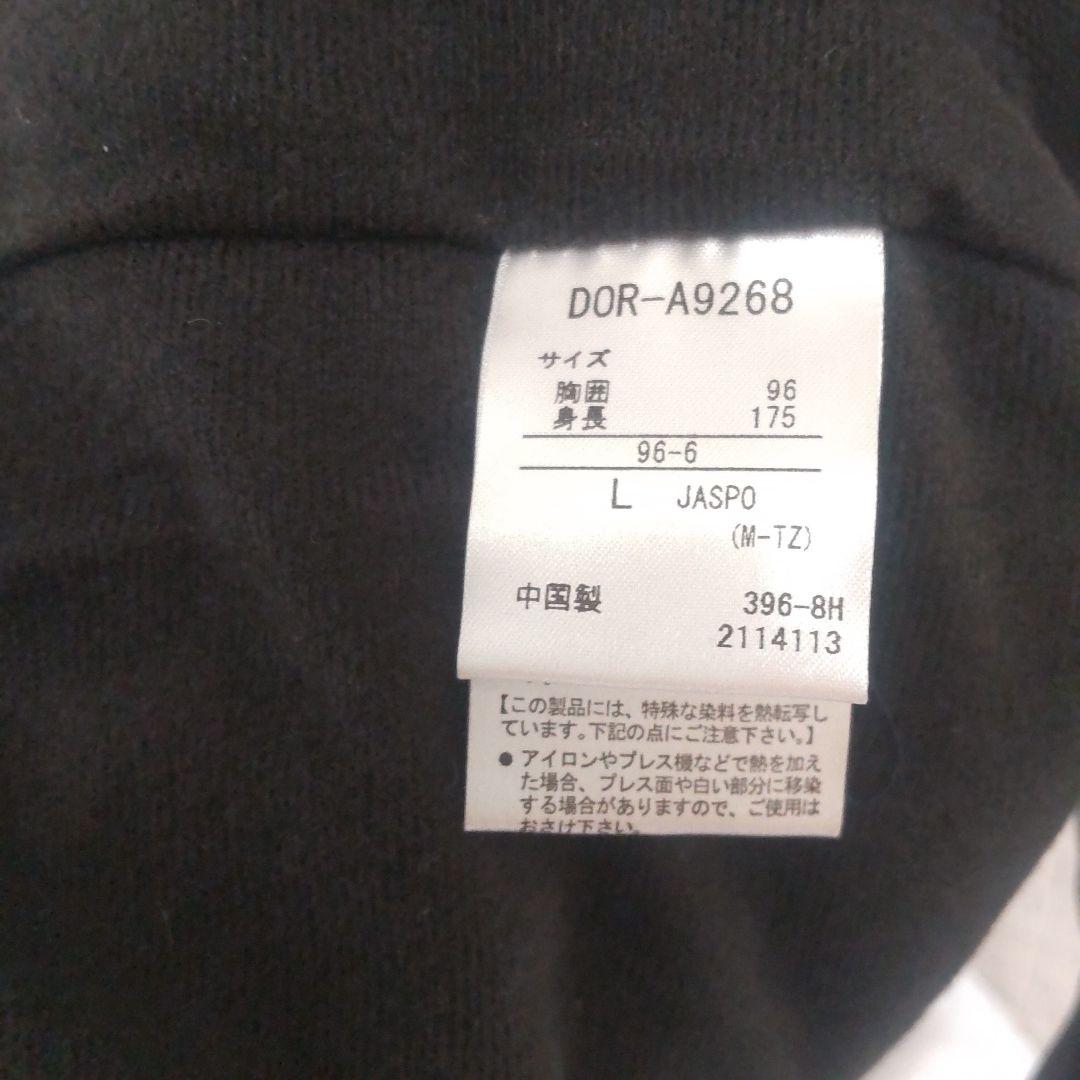 DOR-A9268
サイズ
胸囲 96
身長 175
96-6
L JASPO
(M-TZ)
中国製 396-8H
2114113
【この製品には、特殊な染料を熱転写し
ています。下記の点にご注意下さい。】
● アイロンやプレス機などで熱を加え
た場合、プレス面や白い部分に移染
する場合がありますので、ご使用は
おさけ下さい。